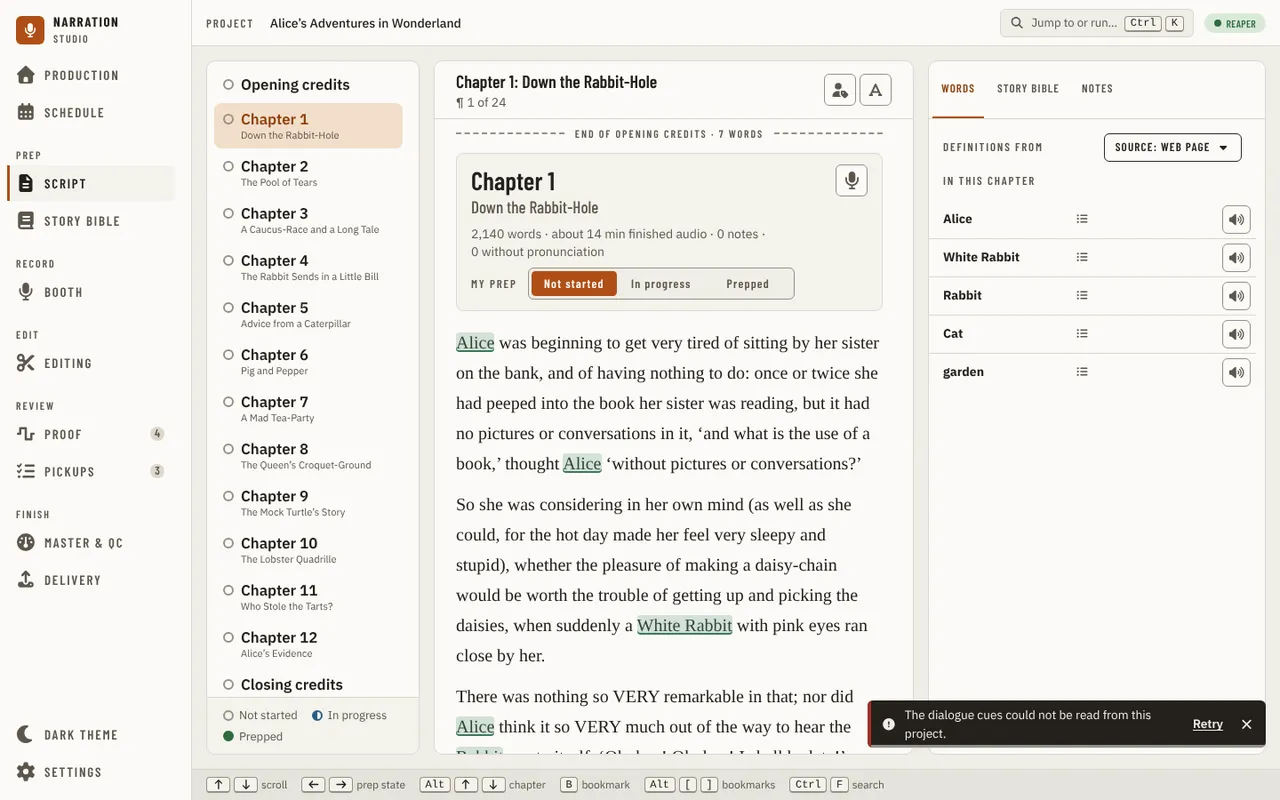 NARRATION
STUDIO
PRODUCTION
SCHEDULE
PREP
SCRIPT
STORY BIBLE
RECORD
BOOTH
EDIT
EDITING
REVIEW
PROOF 4
PICKUPS 3
FINISH
MASTER & QC
DELIVERY
DARK THEME
SETTINGS
PROJECT Alice's Adventures in Wonderland
Jump to or run... Ctrl K
REAPER
Opening credits
Chapter 1
Down the Rabbit-Hole
Chapter 2
The Pool of Tears
Chapter 3
A Caucus-Race and a Long Tale
Chapter 4
The Rabbit Sends in a Little Bill
Chapter 5
Advice from a Caterpillar
Chapter 6
Pig and Pepper
Chapter 7
A Mad Tea-Party
Chapter 8
The Queen's Croquet-Ground
Chapter 9
The Mock Turtle's Story
Chapter 10
The Lobster Quadrille
Chapter 11
Who Stole the Tarts?
Chapter 12
Alice's Evidence
Closing credits
Not started In progress
Prepped
Chapter 1: Down the Rabbit-Hole
¶ 1 of 24
A
END OF OPENING CREDITS · 7 WORDS
Chapter 1
Down the Rabbit-Hole
2,140 words · about 14 min finished audio · 0 notes ·
0 without pronunciation
MY PREP Not started In progress Prepped
Alice was beginning to get very tired of sitting by her sister
on the bank, and of having nothing to do: once or twice she
had peeped into the book her sister was reading, but it had
no pictures or conversations in it, ‘and what is the use of a
book,’ thought Alice ‘without pictures or conversations?’
So she was considering in her own mind (as well as she
could, for the hot day made her feel very sleepy and
stupid), whether the pleasure of making a daisy-chain
would be worth the trouble of getting up and picking the
daisies, when suddenly a White Rabbit with pink eyes ran
close by her.
There was nothing so VERY remarkable in that; nor did
Alice think it so VERY much out of the way to hear the
WORDS STORY BIBLE NOTES
DEFINITIONS FROM SOURCE: WEB PAGE
IN THIS CHAPTER
Alice
White Rabbit
Rabbit
Cat
garden
The dialogue cues could not be read from this
project.
Retry
↑ ↓ scroll ← → prep state Alt ↑ ↓ chapter B bookmark Alt [ ] bookmarks Ctrl F search